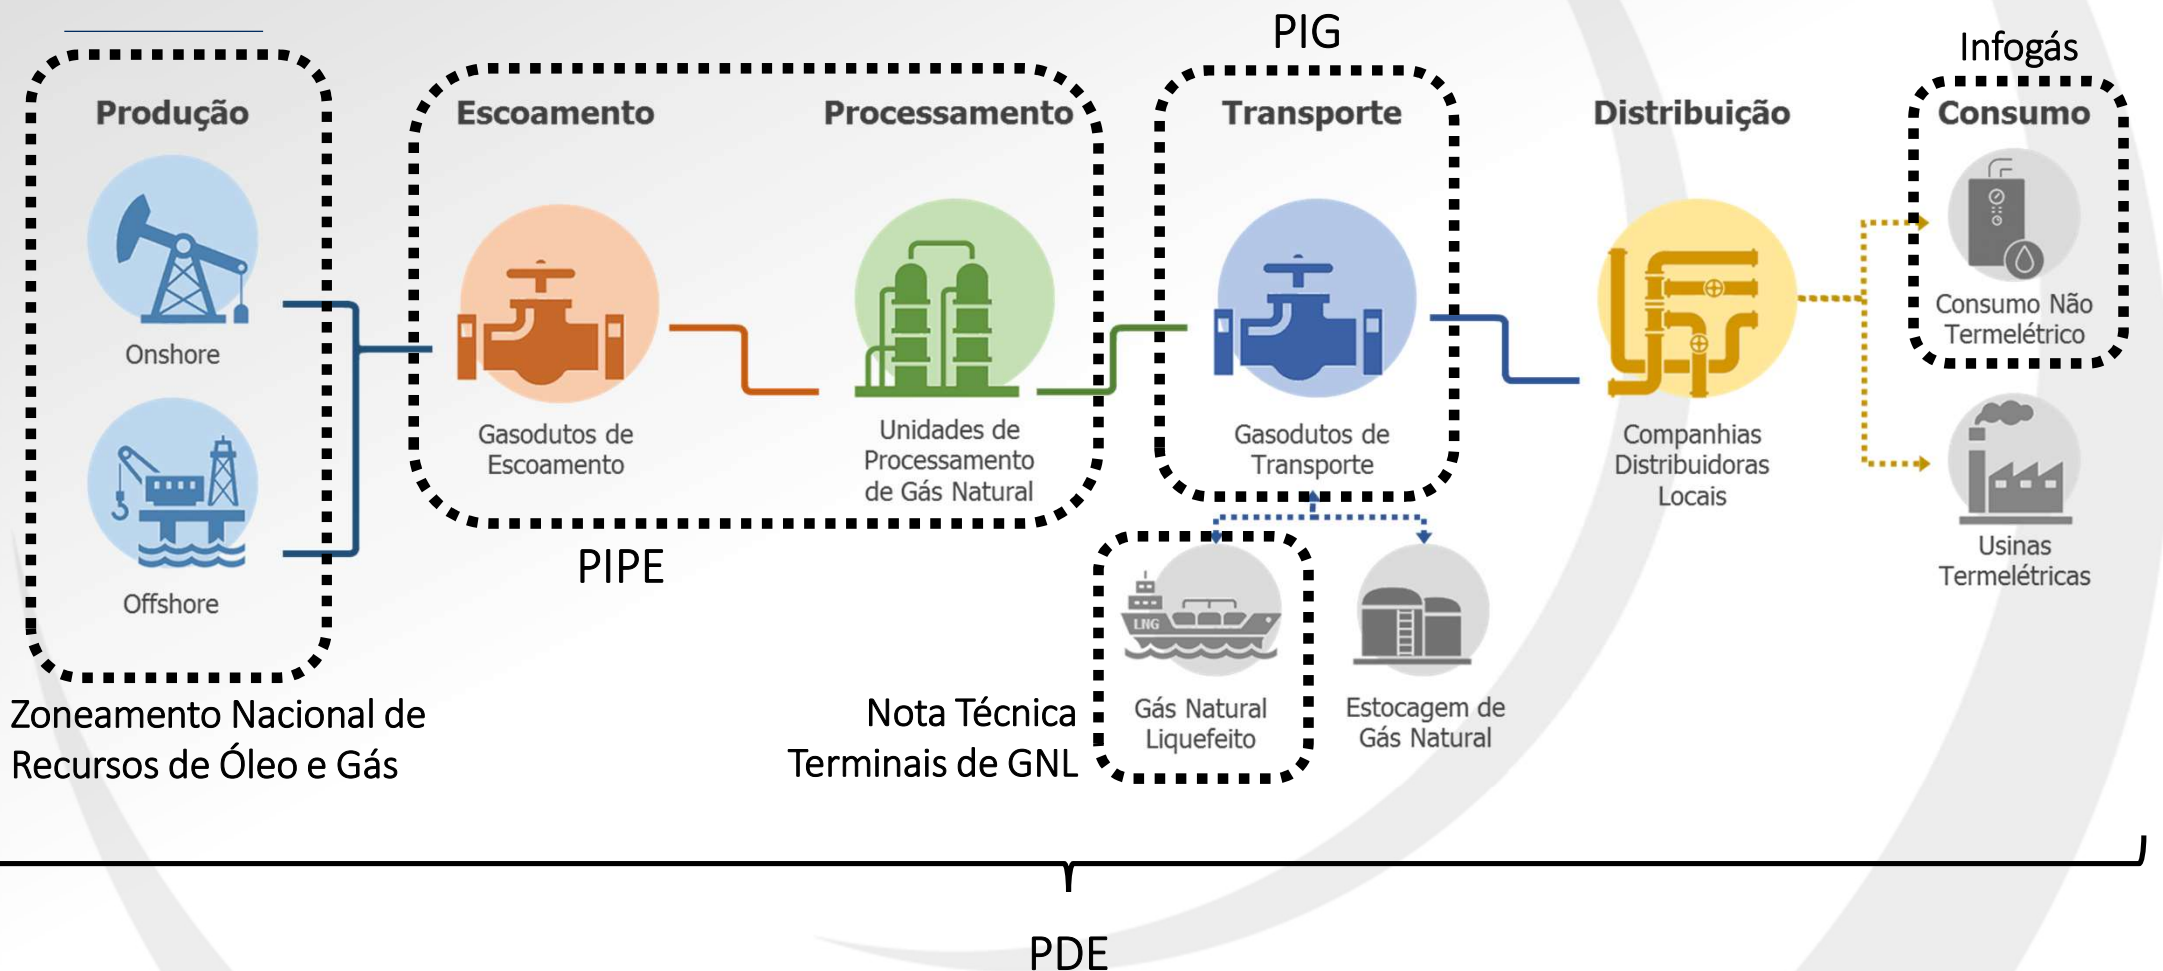 PIG
Infogás
Produção
Escoamento
Processamento
Transporte
Distribuição
Consumo
Onshore
Offshore
Gasodutos de
Escoamento
Unidades de
Processamento
de Gás Natural
Gasodutos de
Transporte
Companhias
Distribuidoras
Locais
Consumo Não
Termelétrico
Usinas
Termelétricas
PIPE
LNG
Gás Natural
Liquefeito
Estocagem de
Gás Natural
Zoneamento Nacional de
Recursos de Óleo e Gás
Nota Técnica
Terminais de GNL
PDE